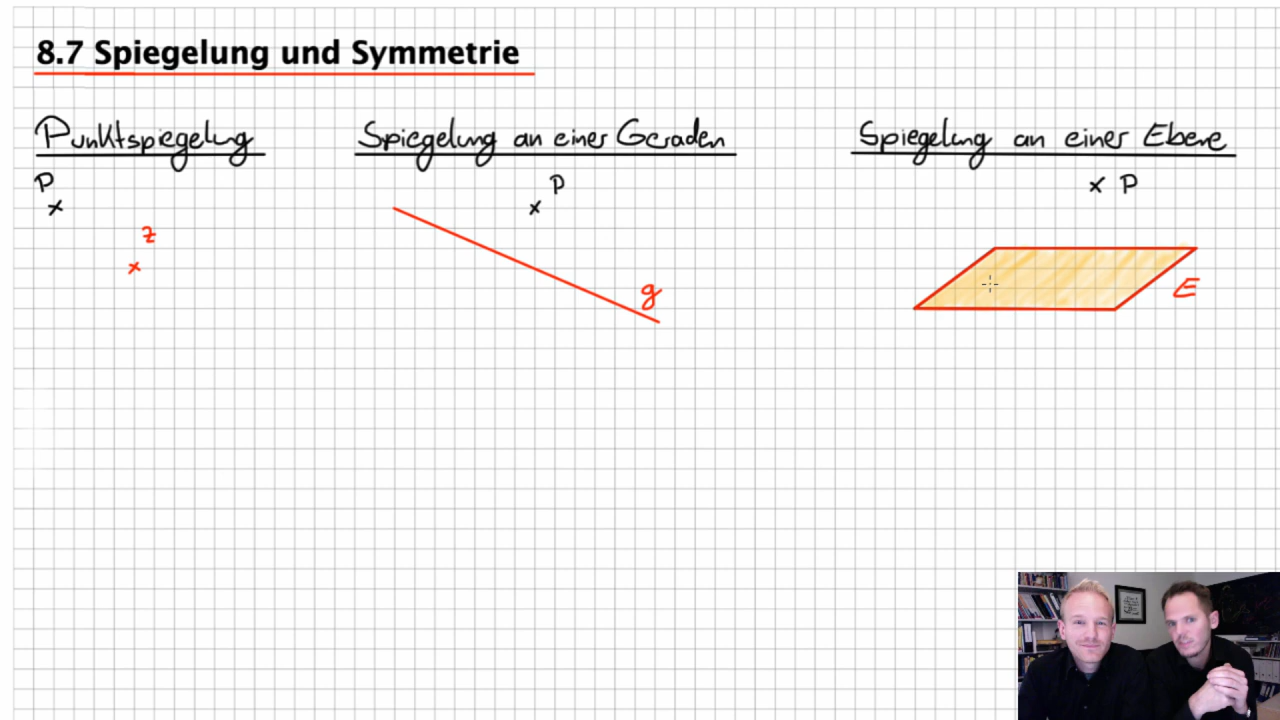 8.7 Spiegelung und Symmetrie
Punktspiegelung
P
z
Spiegelung an einer Geraden
P
g
Spiegelung an einer Ebene
P
E